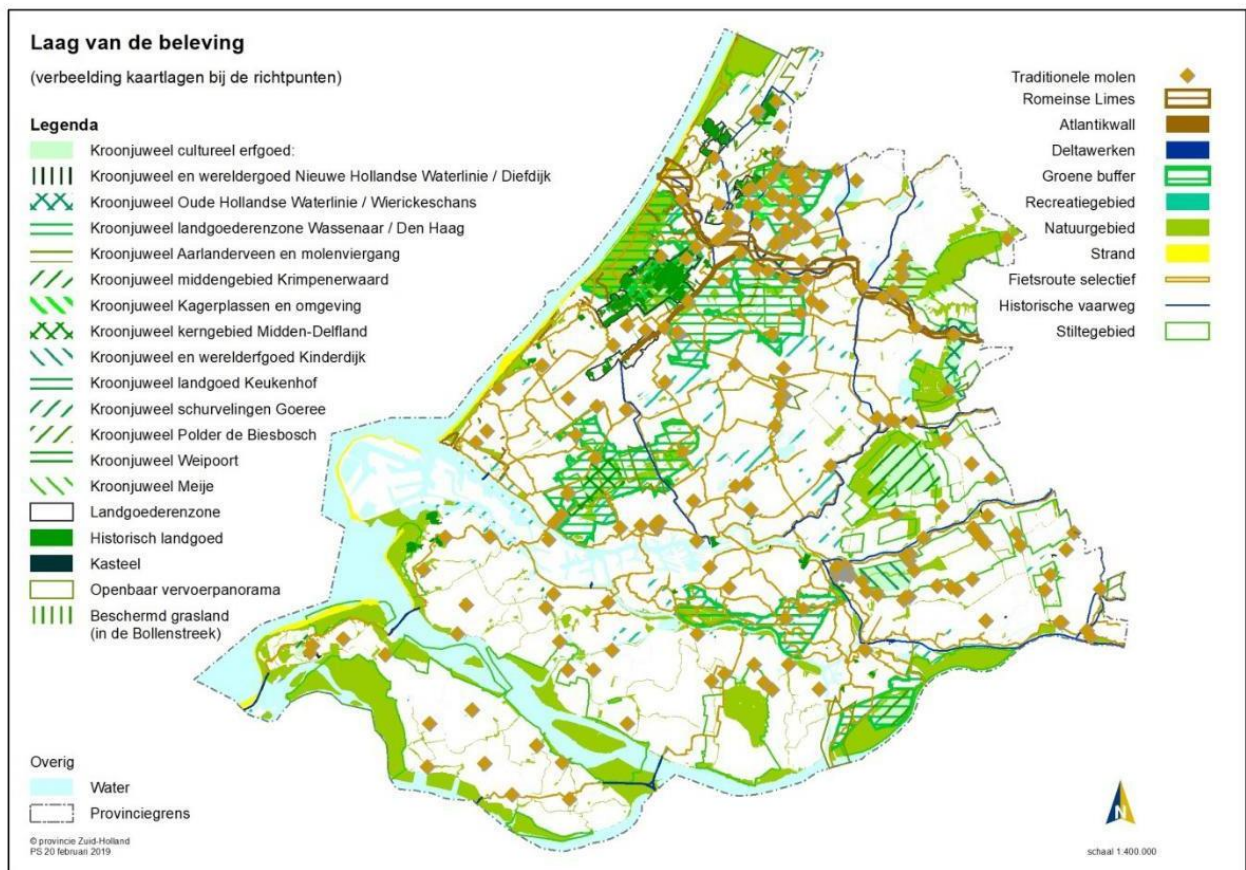 Laag van de beleving
(verbeelding kaartlagen bij de richtpunten)
Legenda
Kroonjuweel cultureel erfgoed:
Kroonjuweel en wereldergoed Nieuwe Hollandse Waterlinie / Diefdijk
Kroonjuweel Oude Hollandse Waterlinie / Wierickeschans
Kroonjuweel landgoederenzone Wassenaar / Den Haag
Kroonjuweel Aarlanderveen en molenviergang
Kroonjuweel middengebied Krimpenerwaard
Kroonjuweel Kagerplassen en omgeving
Kroonjuweel kerngebied Midden-Delfland
Kroonjuweel en werelderfgoed Kinderdijk
Kroonjuweel landgoed Keukenhof
Kroonjuweel schurvelingen Goeree
Kroonjuweel Polder de Biesbosch
Kroonjuweel Weipoort
Kroonjuweel Meije
Landgoederenzone
Historisch landgoed
Kasteel
Openbaar vervoerpanorama
Beschermd grasland
(in de Bollenstreek)
Overig
Water
Provinciegrens
© provincie Zuid-Holland
PS 20 februari 2019
Traditionele molen
Romeinse Limes
Atlantikwall
Deltawerken
Groene buffer
Recreatiegebied
Natuurgebied
Strand
Fietsroute selectief
Historische vaarweg
Stiltegebied
N
schaal 1:400.000